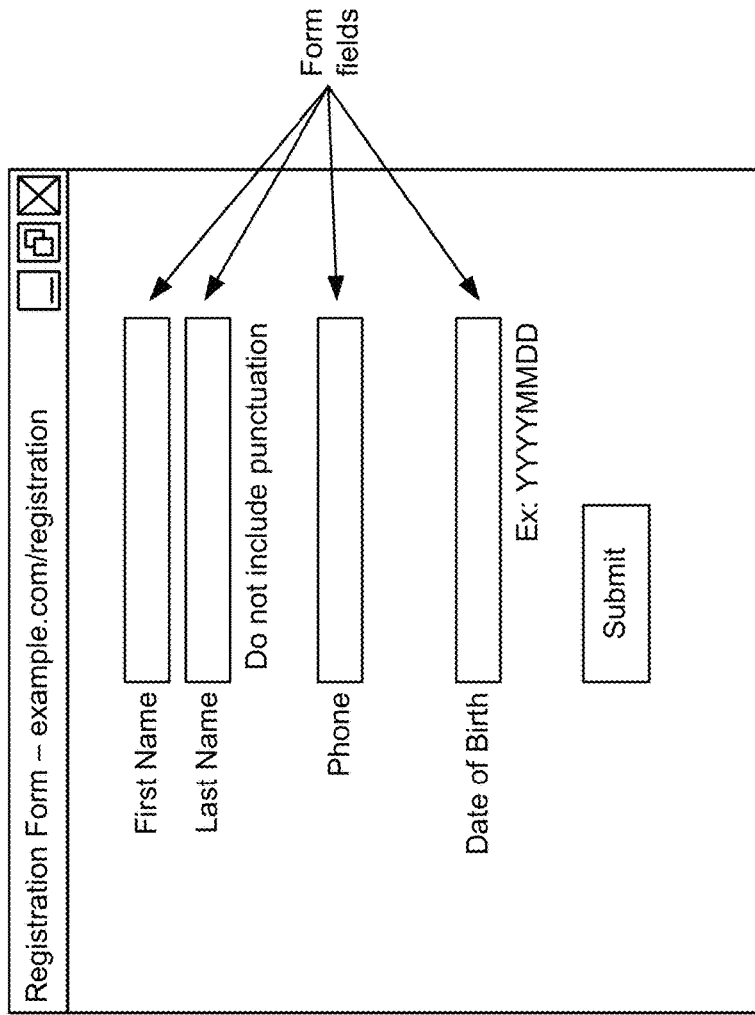 Registration Form – example.com/registration
First Name
Last Name
Do not include punctuation
Phone
Date of Birth
Ex: YYYYMMDD
Submit
Form
fields